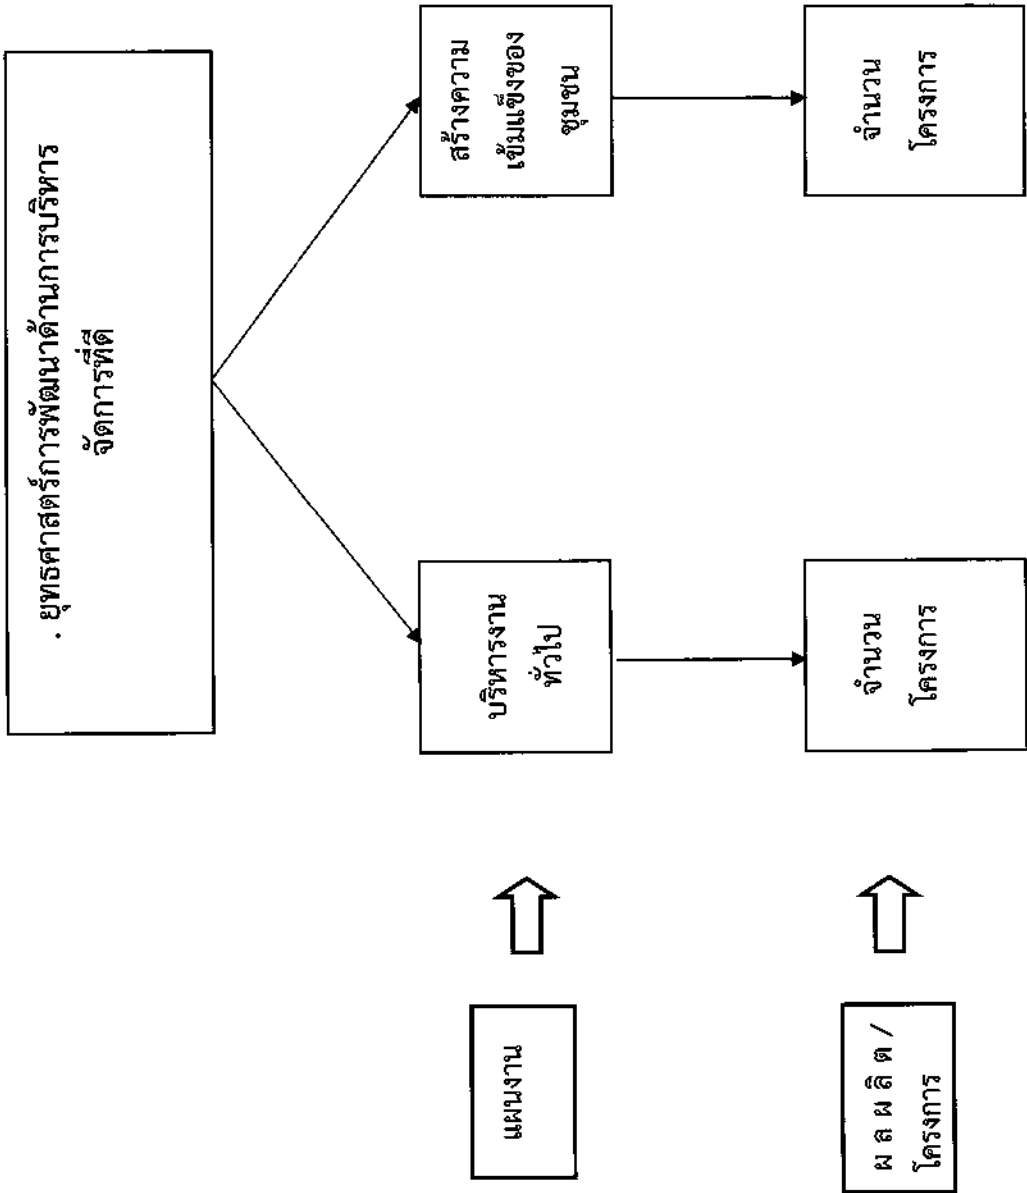 . ยุทธศาสตร์การพัฒนาด้านการบริหาร
จัดการที่ดี
แผนงาน
บริหารงาน
ทั่วไป
สร้างความ
เข้มแข็งของ
ชุมชน
ผ ล ผ ลิ ต /
โครงการ
จำนวน
โครงการ
จำนวน
โครงการ